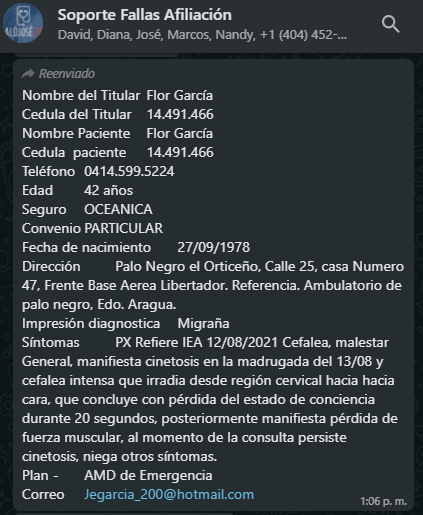 Soporte Fallas Afiliación
David, Diana, José, Marcos, Nandy, +1 (404) 452-...
Reenviado
Nombre del Titular Flor García
Cedula del Titular 14.491.466
Nombre Paciente Flor García
Cedula paciente 14.491.466
Teléfono 0414.599.5224
Edad 42 años
Seguro OCEANICA
Convenio PARTICULAR
Fecha de nacimiento 27/09/1978
Dirección Palo Negro el Orticeño, Calle 25, casa Numero
47, Frente Base Aerea Libertador. Referencia. Ambulatorio de
palo negro, Edo. Aragua.
Impresión diagnostica Migraña
Síntomas PX Refiere IEA 12/08/2021 Cefalea, malestar
General, manifiesta cinetosis en la madrugada del 13/08 y
cefalea intensa que irradia desde región cervical hacia hacia
cara, que concluye con pérdida del estado de conciencia
durante 20 segundos, posteriormente manifiesta pérdida de
fuerza muscular, al momento de la consulta persiste
cinetosis, niega otros síntomas.
Plan - AMD de Emergencia
Correo Jegarcia_200@hotmail.com
1:06 p. m.